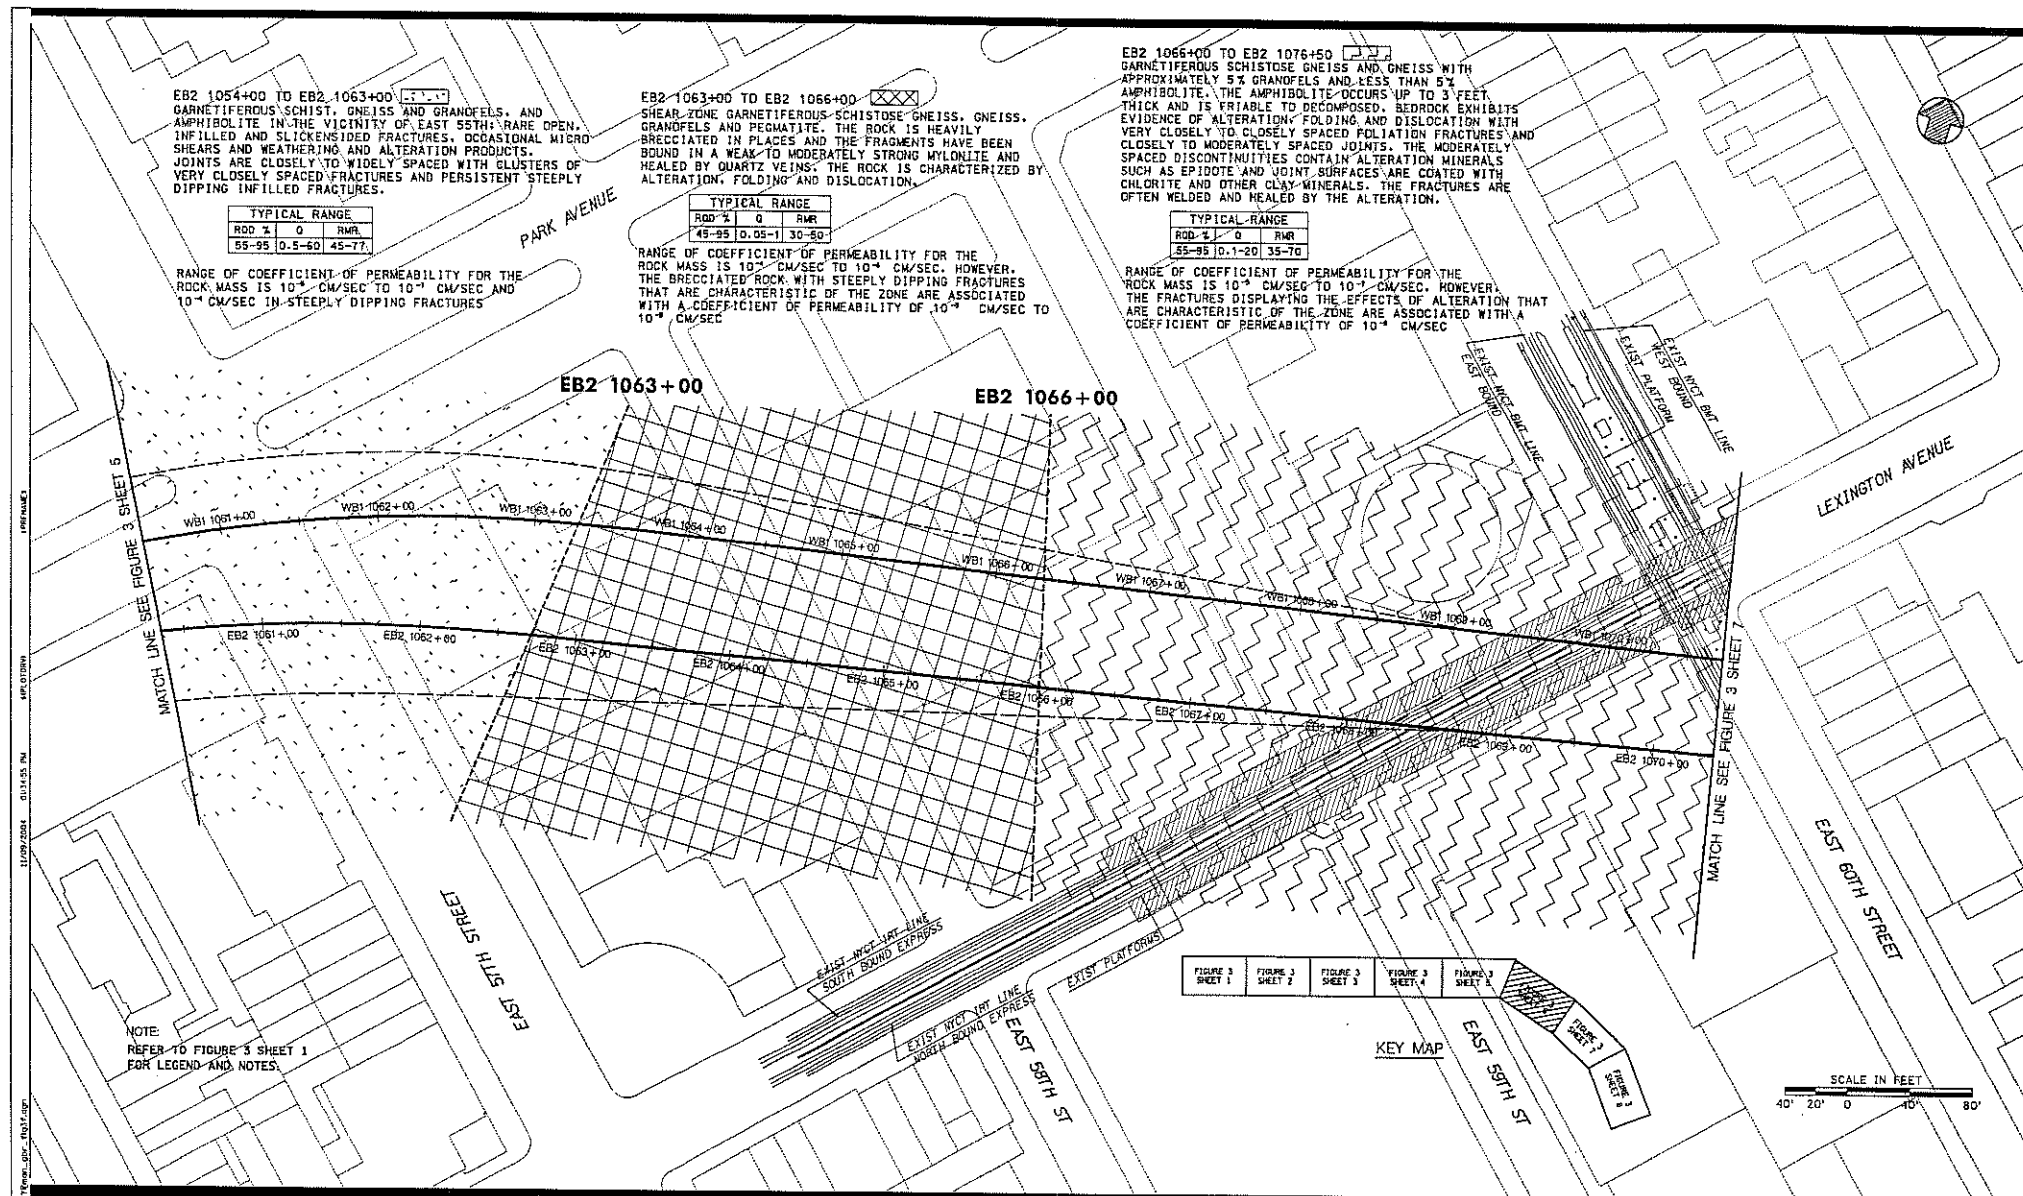 EB2 1054+00 TO EB2 1063+00
GARNETIFEROUS SCHIST, GNEISS AND GRANOFELS, AND
AMPHIBOLITE IN THE VICINITY OF EAST 55TH; RARE OPEN,
INFILLED AND SLICKENSIDED FRACTURES. OCCASIONAL MICRO
SHEARS AND WEATHERING AND ALTERATION PRODUCTS.
JOINTS ARE CLOSELY TO WIDELY SPACED WITH CLUSTERS OF
VERY CLOSELY SPACED FRACTURES AND PERSISTENT STEEPLY
DIPPING INFILLED FRACTURES.
TYPICAL RANGE
RQD % Q RMR
55-95 0.5-60 45-77
RANGE OF COEFFICIENT OF PERMEABILITY FOR THE
ROCK MASS IS CM/SEC TO CM/SEC AND
CM/SEC IN STEEPLY DIPPING FRACTURES
EB2 1063+00 TO EB2 1066+00
SHEAR ZONE GARNETIFEROUS SCHISTOSE GNEISS, GNEISS,
GRANOFELS AND PEGMATITE. THE ROCK IS HEAVILY
BRECCIATED IN PLACES AND THE FRAGMENTS HAVE BEEN
BOUND IN A WEAK TO MODERATELY STRONG MYLONITE AND
HEALED BY QUARTZ VEINS. THE ROCK IS CHARACTERIZED BY
ALTERATION, FOLDING AND DISLOCATION.
TYPICAL RANGE
RQD % Q RMR
45-95 0.05-1 30-50
RANGE OF COEFFICIENT OF PERMEABILITY FOR THE
ROCK MASS IS CM/SEC TO CM/SEC. HOWEVER,
THE BRECCIATED ROCK WITH STEEPLY DIPPING FRACTURES
THAT ARE CHARACTERISTIC OF THE ZONE ARE ASSOCIATED
WITH A COEFFICIENT OF PERMEABILITY OF CM/SEC TO
CM/SEC
EB2 1066+00 TO EB2 1076+50
GARNETIFEROUS SCHISTOSE GNEISS AND GNEISS WITH
APPROXIMATELY 5% GRANOFELS AND LESS THAN 5%
AMPHIBOLITE. THE AMPHIBOLITE OCCURS UP TO 3 FEET
THICK AND IS FRIABLE TO DECOMPOSED. BEDROCK EXHIBITS
EVIDENCE OF ALTERATION, FOLDING AND DISLOCATION WITH
VERY CLOSELY TO CLOSELY SPACED FOLIATION FRACTURES AND
CLOSELY TO MODERATELY SPACED JOINTS. THE MODERATELY
SPACED DISCONTINUITIES CONTAIN ALTERATION MINERALS
SUCH AS EPIDOTE AND JOINT SURFACES ARE COATED WITH
CHLORITE AND OTHER CLAY MINERALS. THE FRACTURES ARE
OFTEN WELDED AND HEALED BY THE ALTERATION.
TYPICAL RANGE
RQD % Q RMR
55-95 0.1-20 35-70
RANGE OF COEFFICIENT OF PERMEABILITY FOR THE
ROCK MASS IS CM/SEC TO CM/SEC. HOWEVER,
THE FRACTURES DISPLAYING THE EFFECTS OF ALTERATION THAT
ARE CHARACTERISTIC OF THE ZONE ARE ASSOCIATED WITH A
COEFFICIENT OF PERMEABILITY OF CM/SEC
PARK AVENUE
EB2 1063+00
EB2 1066+00
EXIST NYCT BMT LINE
EAST BOUND
EXIST PLATFORM
EXIST NYCT BMT LINE
WEST BOUND
LEXINGTON AVENUE
MATCH LINE SEE FIGURE 3 SHEET 5
WB1 1061+00
WB1 1062+00
WB1 1063+00
WB1 1064+00
WB1 1065+00
WB1 1066+00
WB1 1067+00
WB1 1068+00
WB1 1069+00
WB1 1070+00
EB2 1061+00
EB2 1062+00
EB2 1063+00
EB2 1064+00
EB2 1065+00
EB2 1066+00
EB2 1067+00
EB2 1068+00
EB2 1069+00
EB2 1070+00
MATCH LINE SEE FIGURE 3 SHEET 7
EAST 57TH STREET
EAST 58TH ST
EAST 59TH ST
EAST 60TH STREET
EXIST NYCT IRT LINE
SOUTH BOUND EXPRESS
EXIST NYCT IRT LINE
NORTH BOUND EXPRESS
EXIST PLATFORMS
FIGURE 3 SHEET 1
FIGURE 3 SHEET 2
FIGURE 3 SHEET 3
FIGURE 3 SHEET 4
FIGURE 3 SHEET 5
FIGURE 3 SHEET 7
FIGURE 3 SHEET 8
KEY MAP
SCALE IN FEET
40' 20' 0 40' 80'
NOTE:
REFER TO FIGURE 3 SHEET 1
FOR LEGEND AND NOTES.
11/09/2004 01:34:55 PM